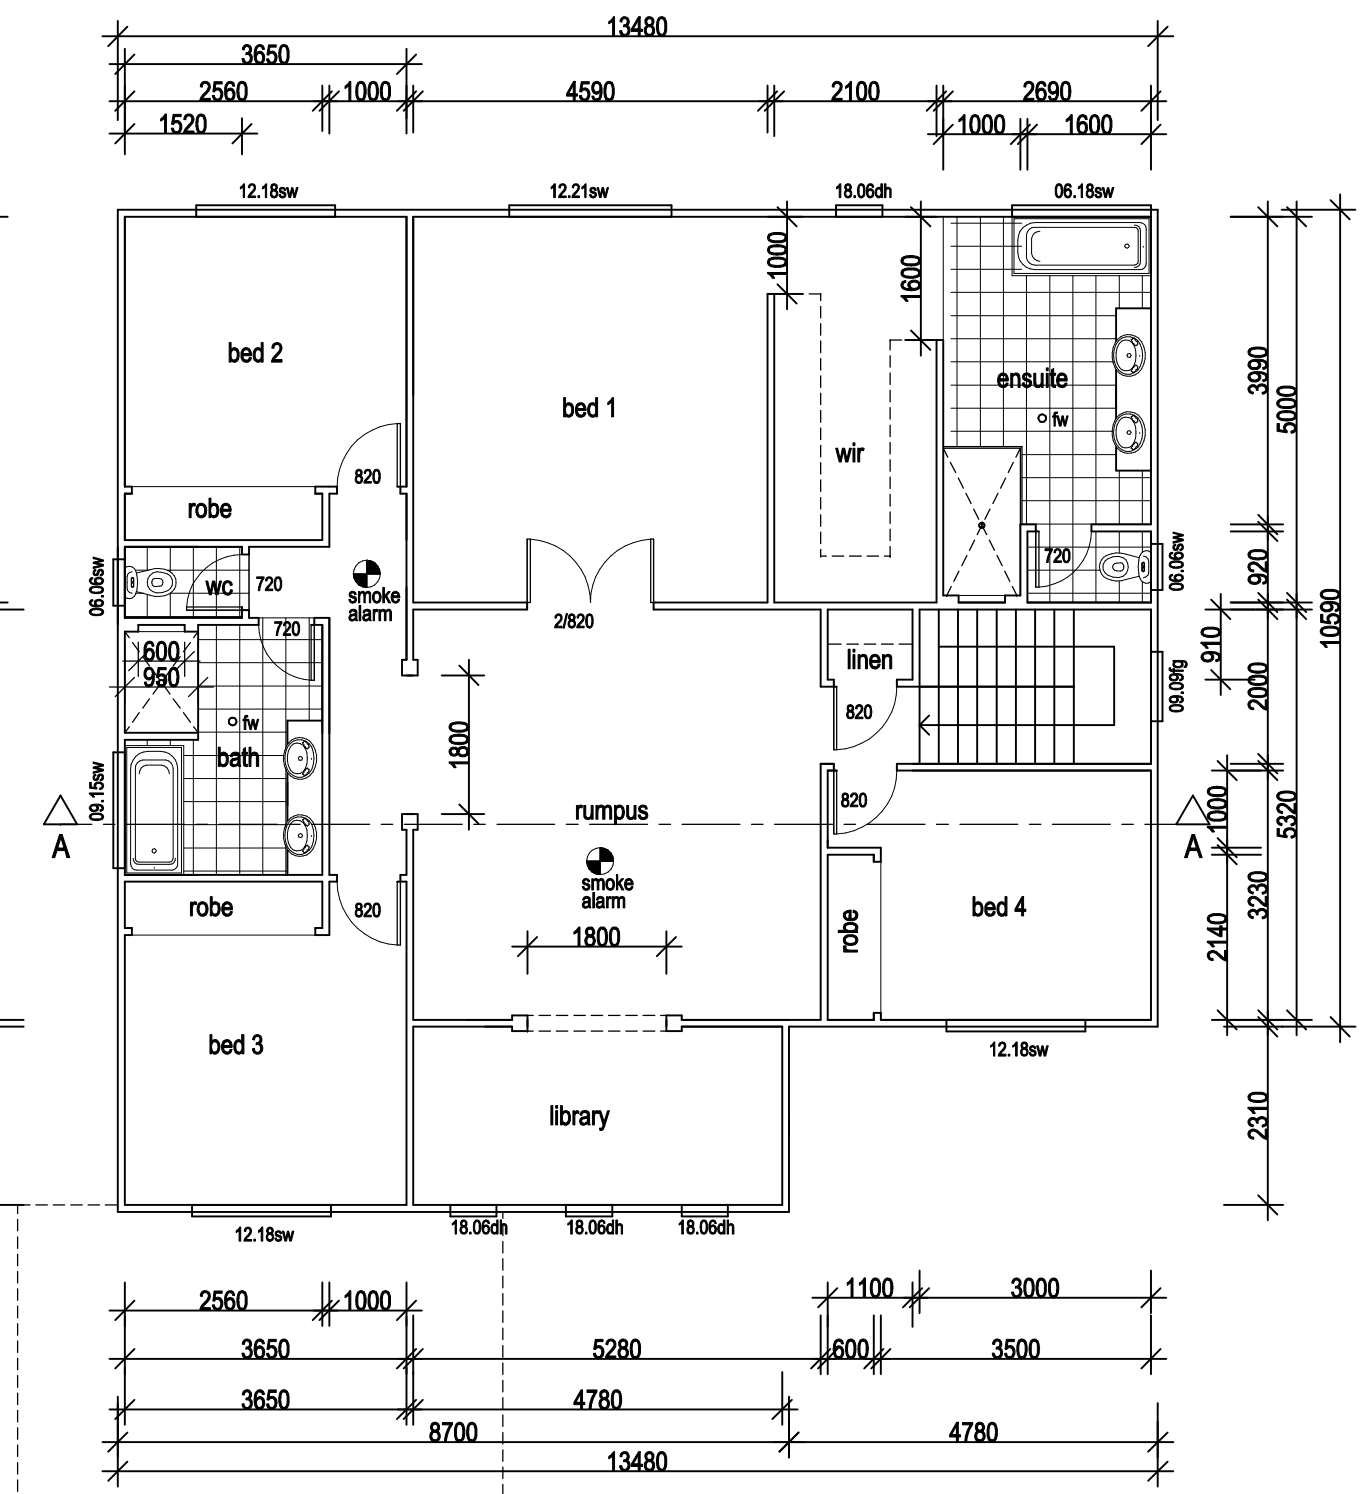 13480
3650
2560
1000
4590
2100
2690
1520
1000
1600
12.18sw
12.21sw
18.06dh
06.18sw
1000
1600
bed 2
bed 1
ensuite
3990
5000
fw
wir
820
robe
06.06sw
wc
720
smoke
alarm
720
06.06sw
920
10590
720
2/820
600
950
linen
910
2000
09.09fg
fw
820
bath
1800
09.15sw
820
rumpus
1000
5320
A
A
smoke
alarm
robe
820
robe
bed 4
3230
2140
1800
bed 3
12.18sw
library
2310
12.18sw
18.06dh
18.06dh
18.06dh
2560
1000
1100
3000
3650
5280
600
3500
3650
4780
8700
4780
13480